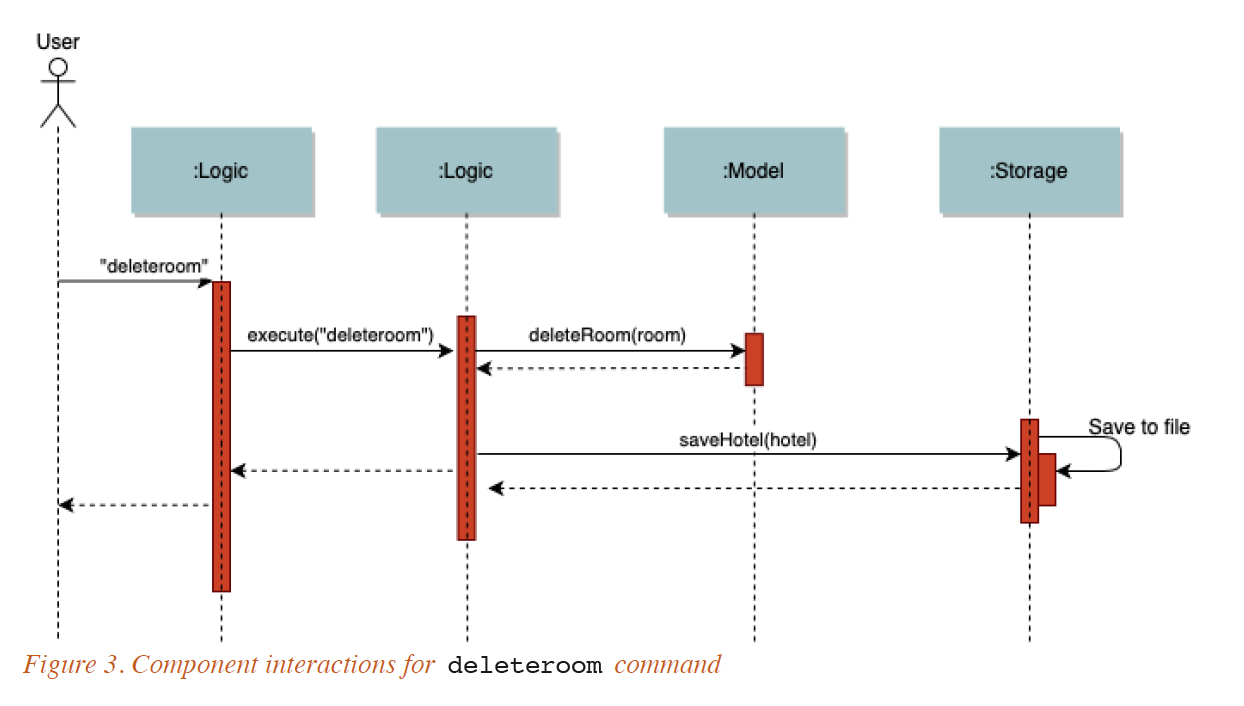 User
:Logic
:Logic
:Model
:Storage
"deleteroom"
execute("deleteroom")
deleteRoom(room)
Save to file
saveHotel(hotel)
Figure 3. Component interactions for deleteroom command